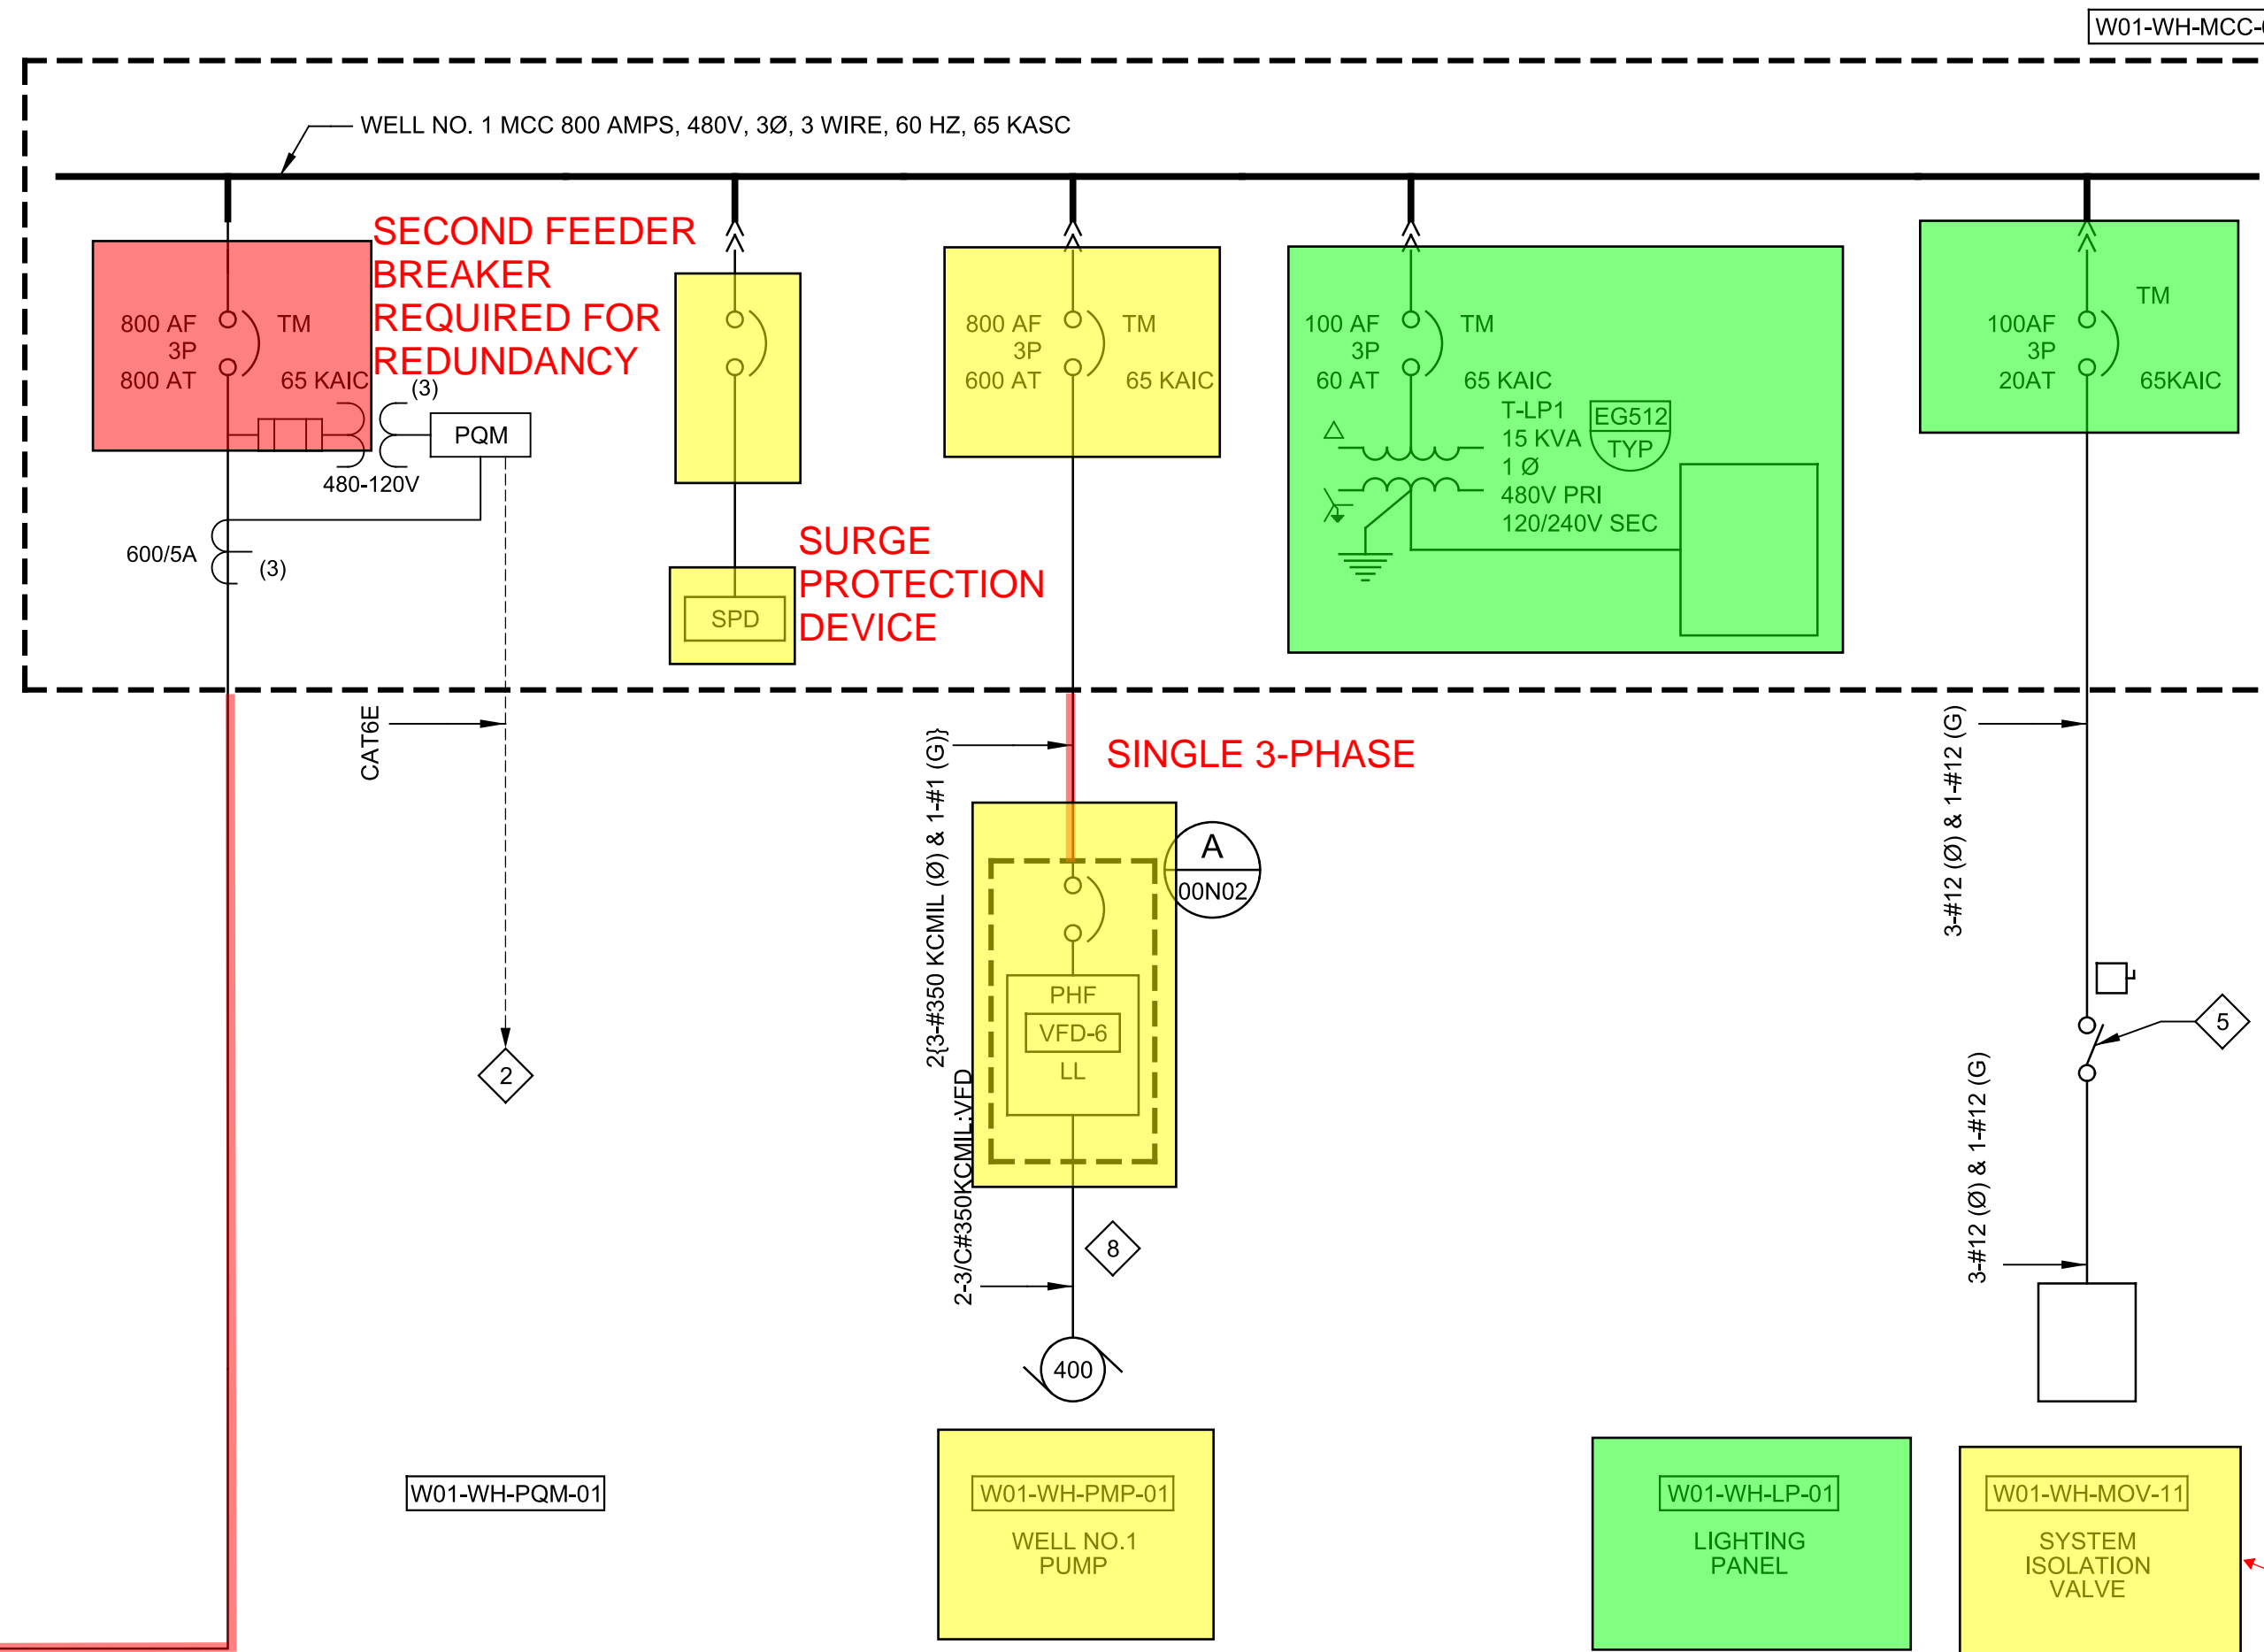 W01-WH-MCC-
WELL NO. 1 MCC 800 AMPS, 480V, 3Ø, 3 WIRE, 60 HZ, 65 KASC
SECOND FEEDER
BREAKER
REQUIRED FOR
REDUNDANCY
800 AF
3P
800 AT
TM
65 KAIC
(3)
PQM
480-120V
600/5A
(3)
SPD
SURGE
PROTECTION
DEVICE
800 AF
3P
600 AT
TM
65 KAIC
100 AF
3P
60 AT
TM
65 KAIC
T-LP1
15 KVA
1 Ø
480V PRI
120/240V SEC
EG512
TYP
100AF
3P
20AT
TM
65KAIC
CAT6E
2
2{3-#350 KCMIL (Ø) & 1-#1 (G)}
SINGLE 3-PHASE
A
00N02
PHF
VFD-6
LL
2-3/C#350KCMIL:VFD
8
400
3-#12 (Ø) & 1-#12 (G)
5
3-#12 (Ø) & 1-#12 (G)
W01-WH-PQM-01
W01-WH-PMP-01
WELL NO.1
PUMP
W01-WH-LP-01
LIGHTING
PANEL
W01-WH-MOV-11
SYSTEM
ISOLATION
VALVE